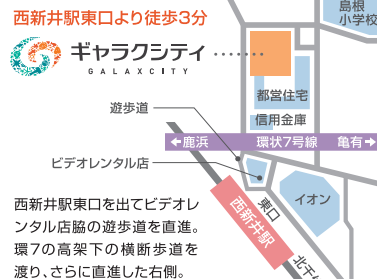 西新井駅東口より徒歩3分
島根
小学校
ギャラクシティ
GALAXCITY
都営住宅
遊歩道
信用金庫
←鹿浜
環状7号線
亀有→
ビデオレンタル店
東口
西新井駅
イオン
北千
西新井駅東口を出てビデオレ
ンタル店脇の遊歩道を直進。
環7の高架下の横断歩道を
渡り、さらに直進した右側。